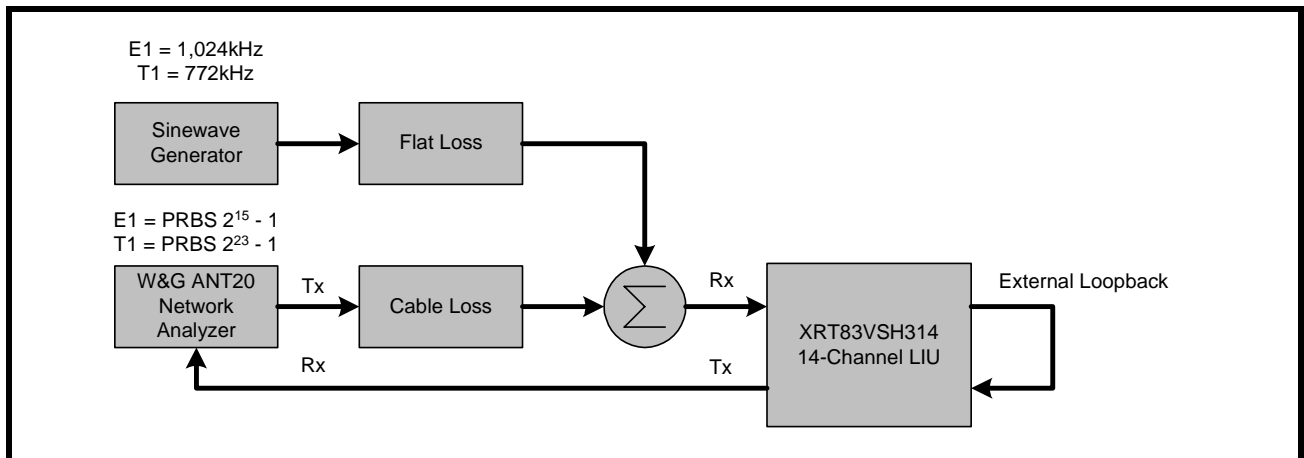 E1 = 1,024kHz
T1 = 772kHz
Sinewave
Generator
Flat Loss
E1 = PRBS 2¹⁵ - 1
T1 = PRBS 2²³ - 1
W&G ANT20
Network
Analyzer
Tx
Cable Loss
Σ
Rx
XRT83VSH314
14-Channel LIU
External Loopback
Rx
Tx